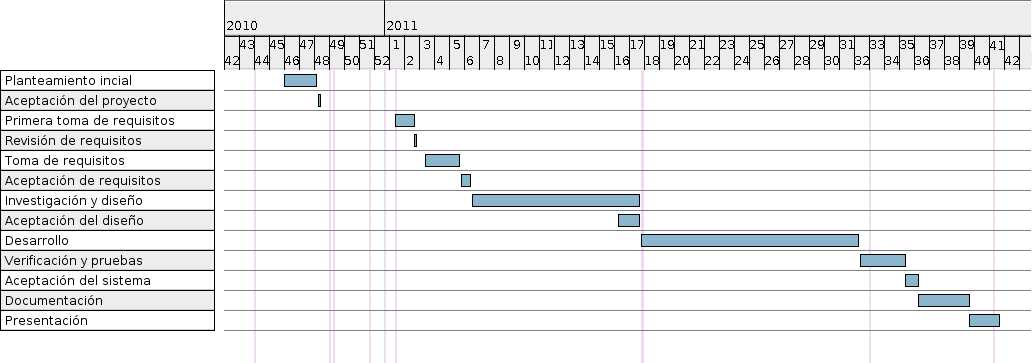 2010 2011
43 45 47 49 51 1 3 5 7 9 11 13 15 17 19 21 23 25 27 29 31 33 35 37 39 41
42 44 46 48 50 52 2 4 6 8 10 12 14 16 18 20 22 24 26 28 30 32 34 36 38 40 42
Planteamiento incial
Aceptación del proyecto
Primera toma de requisitos
Revisión de requisitos
Toma de requisitos
Aceptación de requisitos
Investigación y diseño
Aceptación del diseño
Desarrollo
Verificación y pruebas
Aceptación del sistema
Documentación
Presentación